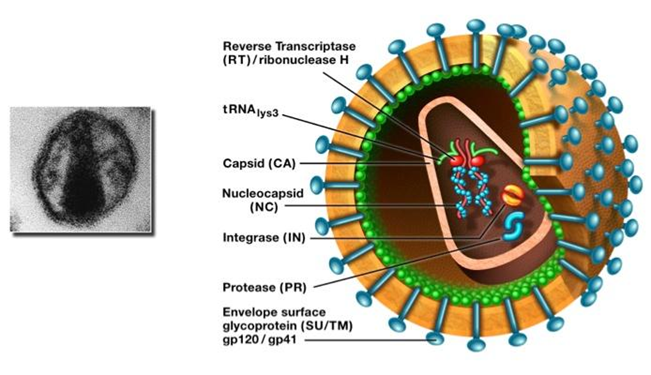 Reverse Transcriptase
(RT)/ribonuclease H
tRNAlys3
Capsid (CA)
Nucleocapsid
(NC)
Integrase (IN)
Protease (PR)
Envelope surface
glycoprotein (SU/TM)
gp120/gp41